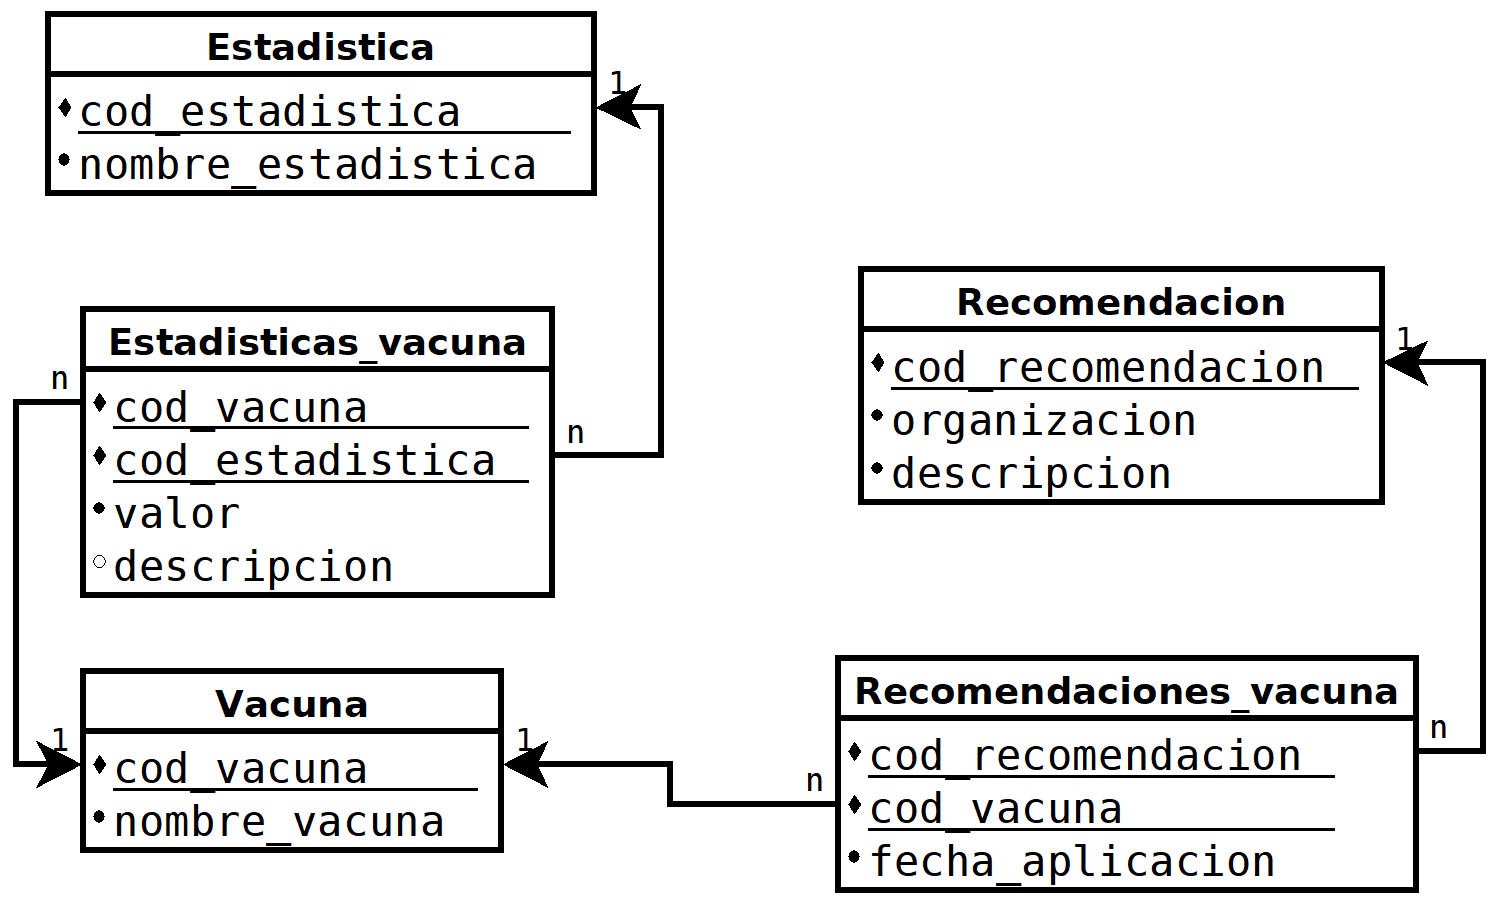 Estadistica
cod_estadistica
nombre_estadistica
1
Estadisticas_vacuna
cod_vacuna
cod_estadistica
valor
descripcion
n
n
Vacuna
cod_vacuna
nombre_vacuna
1
1
Recomendacion
cod_recomendacion
organizacion
descripcion
1
Recomendaciones_vacuna
cod_recomendacion
cod_vacuna
fecha_aplicacion
n
n